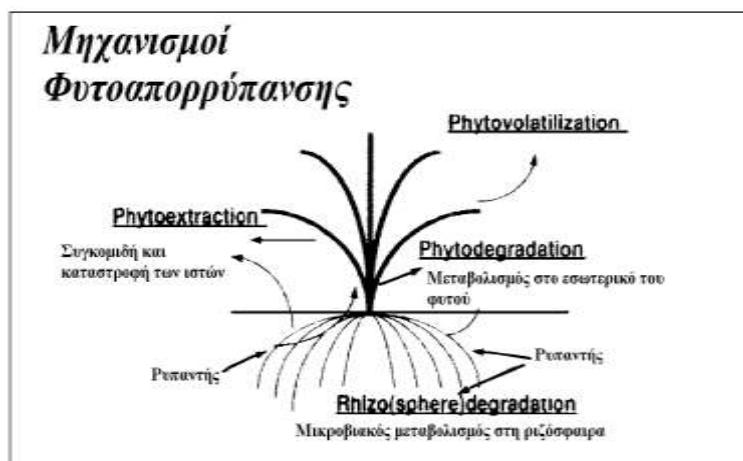 Μηχανισμοί
Φυτοαπορρύπανσης
Phytovolatilization
Phytoextraction
Συγκομιδή και
καταστροφή των ιστών
Phytodegradation
Μεταβολισμός στο εσωτερικό του
φυτού
Ρυπαντής
Ρυπαντής
Rhizo(sphere)degradation
Μικροβιακός μεταβολισμός στη ριζόσφαιρα